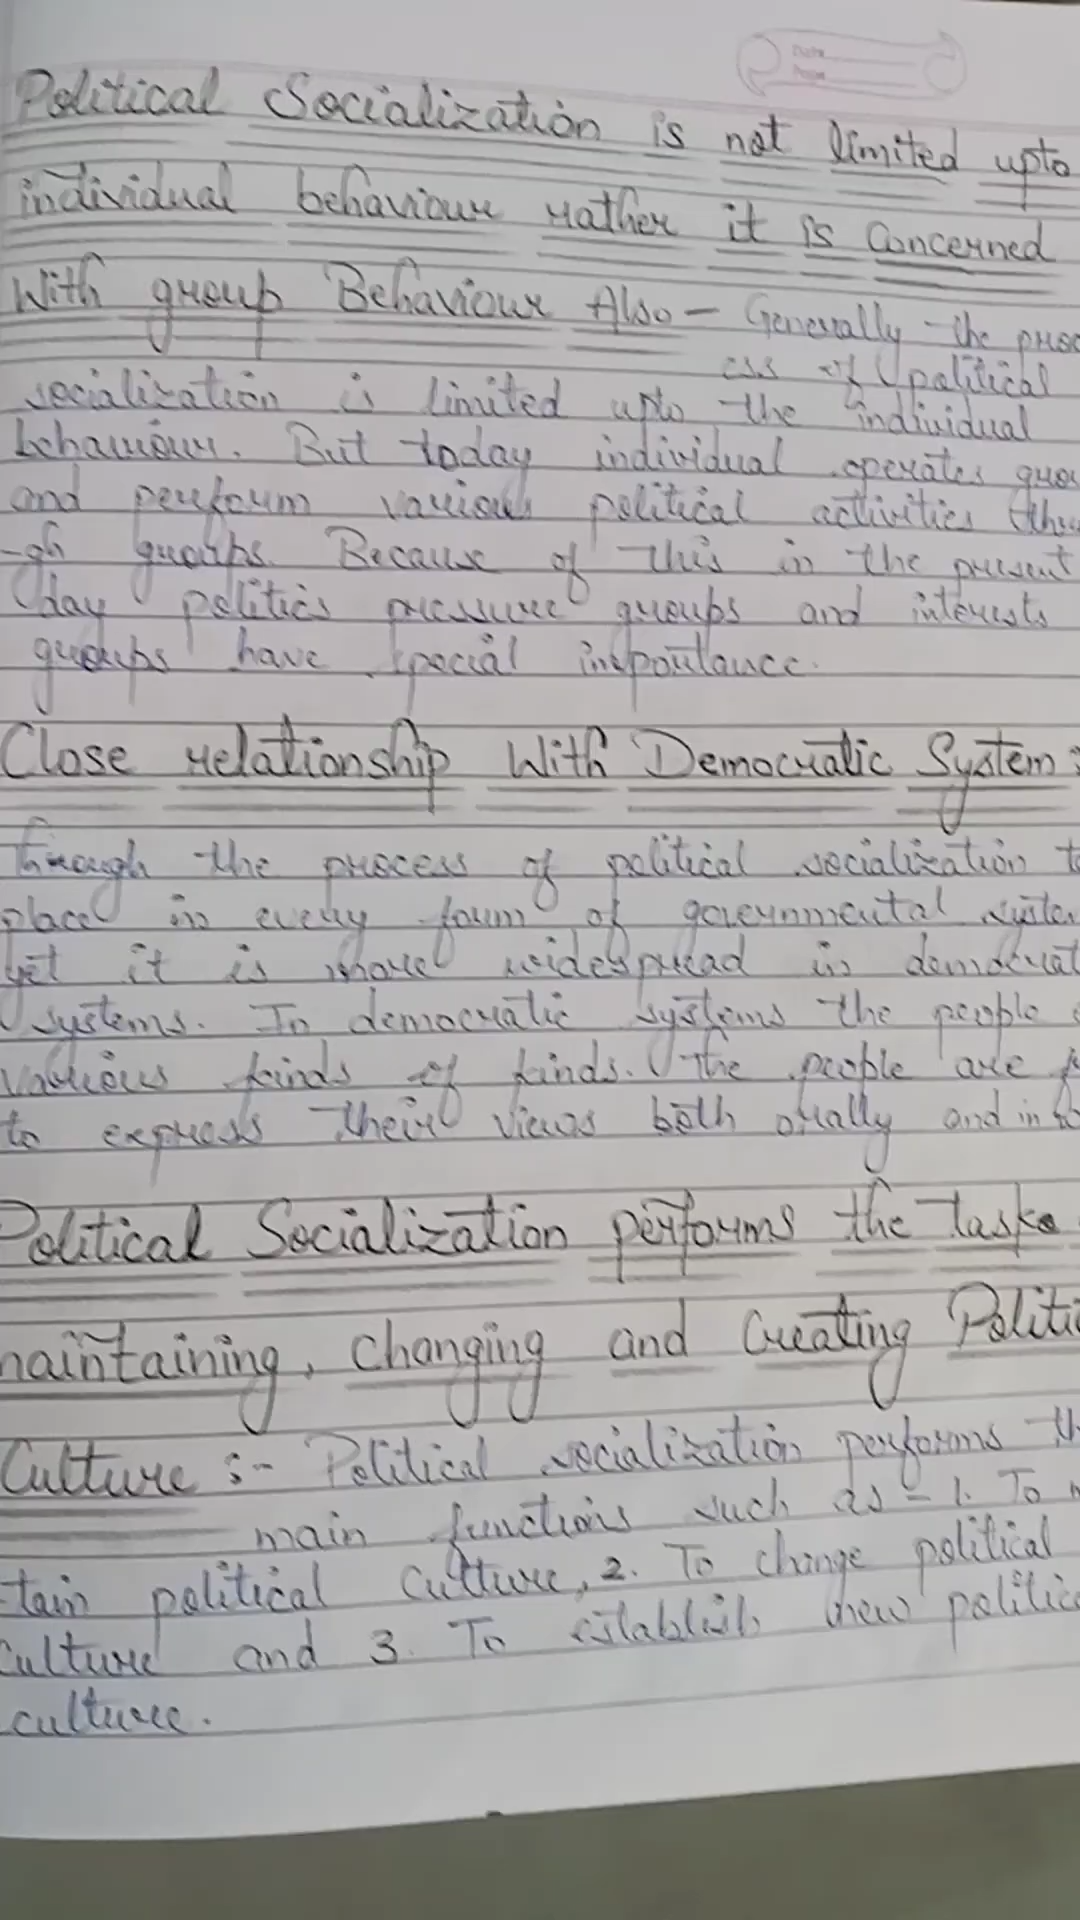 Date
Page
Political Socialization is not limited upto
individual behaviour rather it is Concerned
With group Behaviour Also - Generally the proc
ess of political
socialization is limited upto the individual
behaviour. But today individual operates grou
and perform various political activities thro
-gh groups. Because of this in the present
day politics pressure groups and interests
groups have special importance.
Close relationship With Democratic System:
Through the process of political socialization t
place in every form of governmental system
yet it is more widespread in democrat
systems. In democratic systems the people
various kinds of kinds. The people are f
to express their views both orally and in
Political Socialization performs the task
maintaining, changing and Creating Politi
Culture :- Political socialization performs th
main functions such as - 1. To m
-tain political culture, 2. To change political
culture and 3. To establish new politic
culture.